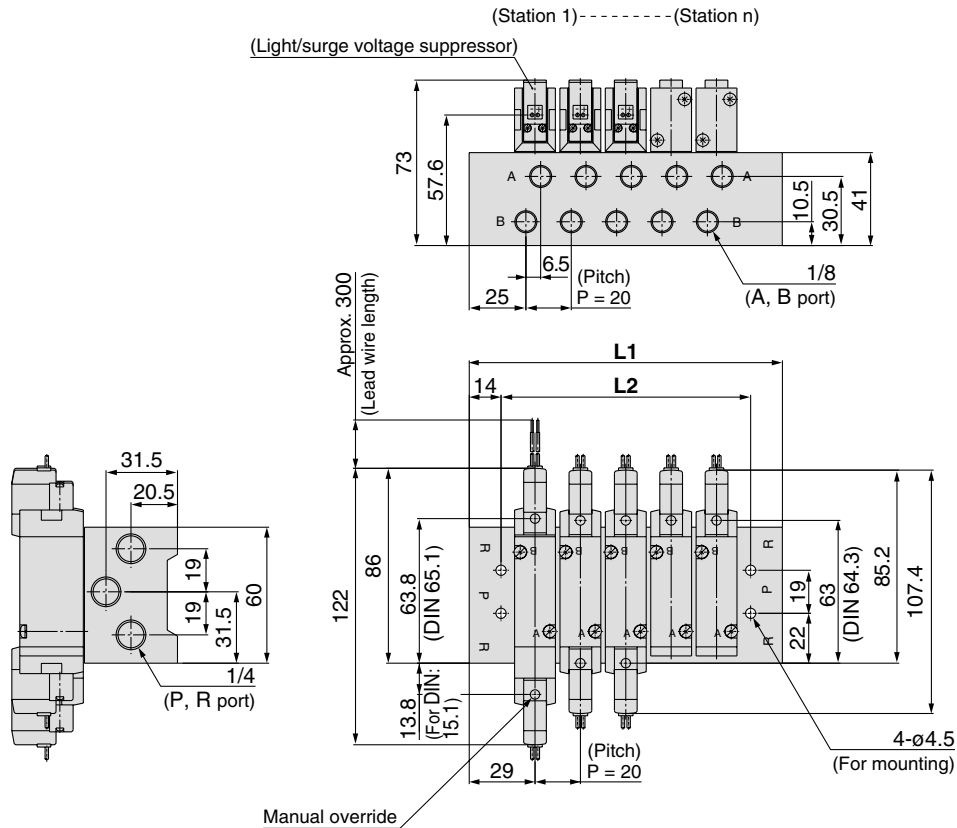 (Station 1) (Station n)
(Light/surge voltage suppressor)
73
57.6
A
A
B
B
10.5
30.5
41
6.5
(Pitch)
P = 20
25
1/8
(A, B port)
Approx. 300
(Lead wire length)
L1
14
L2
31.5
20.5
19
19
31.5
60
1/4
(P, R port)
122
86
63.8
(DIN 65.1)
13.8
(For DIN:
15.1)
R
P
R
B
B
B
B
B
A
A
A
A
A
R
P
R
19
22
63
(DIN 64.3)
85.2
107.4
4-ø4.5
(For mounting)
(Pitch)
P = 20
29
Manual override